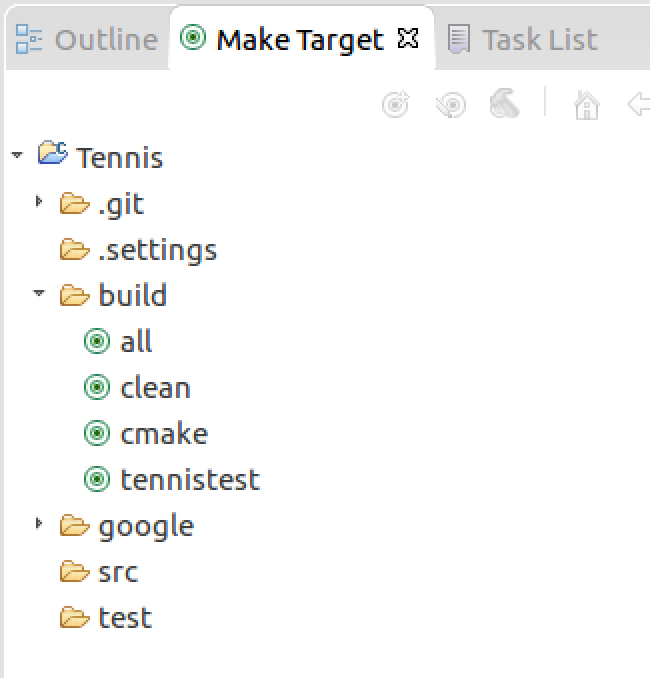 Outline Make Target Task List
Tennis
.git
.settings
build
all
clean
cmake
tennistest
google
src
test